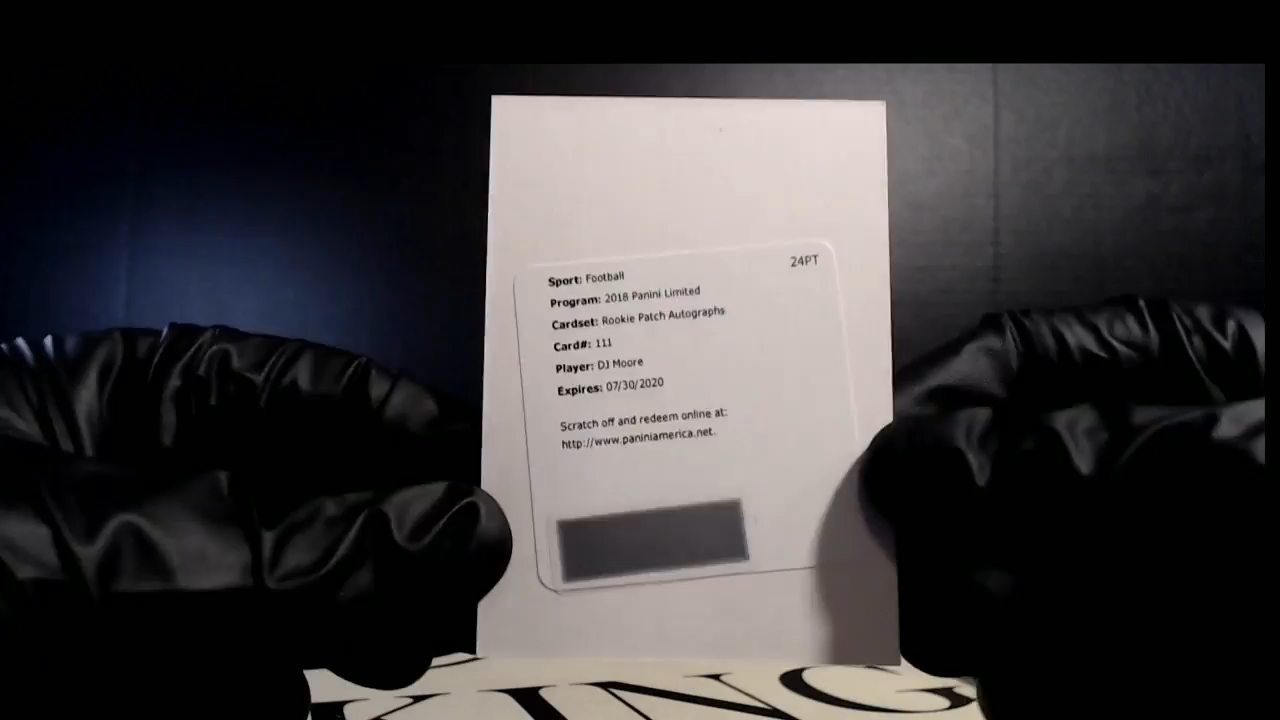 24PT
Sport: Football
Program: 2018 Panini Limited
Cardset: Rookie Patch Autographs
Card#: 111
Player: DJ Moore
Expires: 07/30/2020
Scratch off and redeem online at:
http://www.paniniamerica.net.
KING